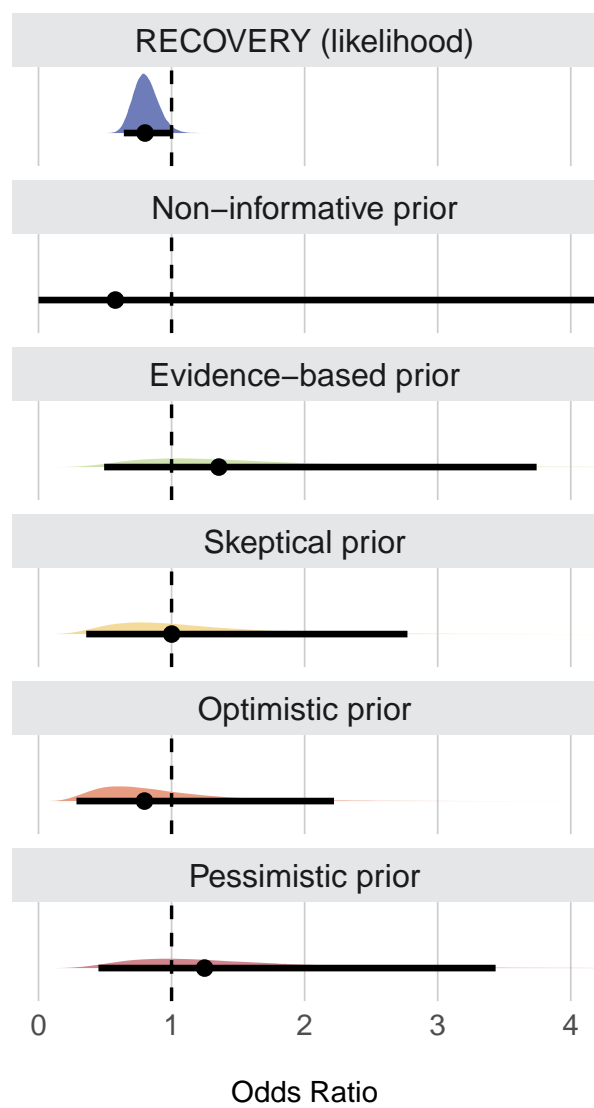 RECOVERY (likelihood)
Non−informative prior
Evidence−based prior
Skeptical prior
Optimistic prior
Pessimistic prior
0 1 2 3 4
Odds Ratio